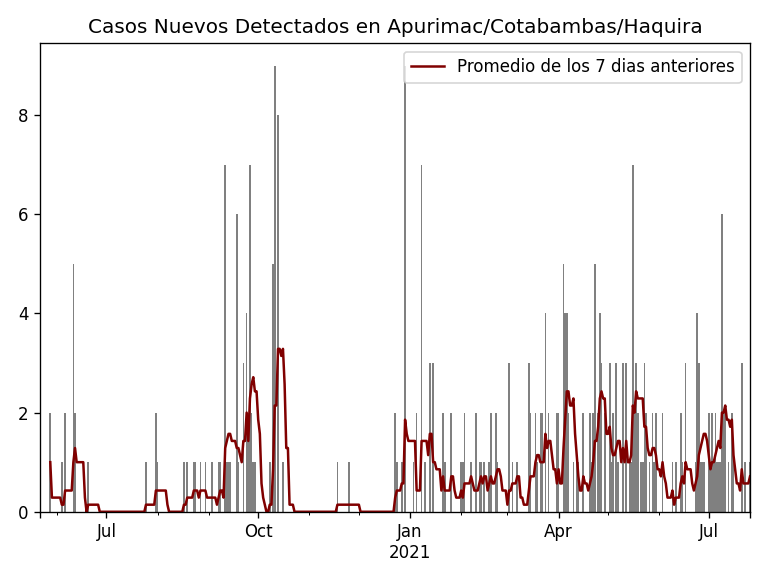 Casos Nuevos Detectados en Apurimac/Cotabambas/Haquira
Promedio de los 7 dias anteriores
8
6
4
2
0
Jul
Oct
Jan
2021
Apr
Jul